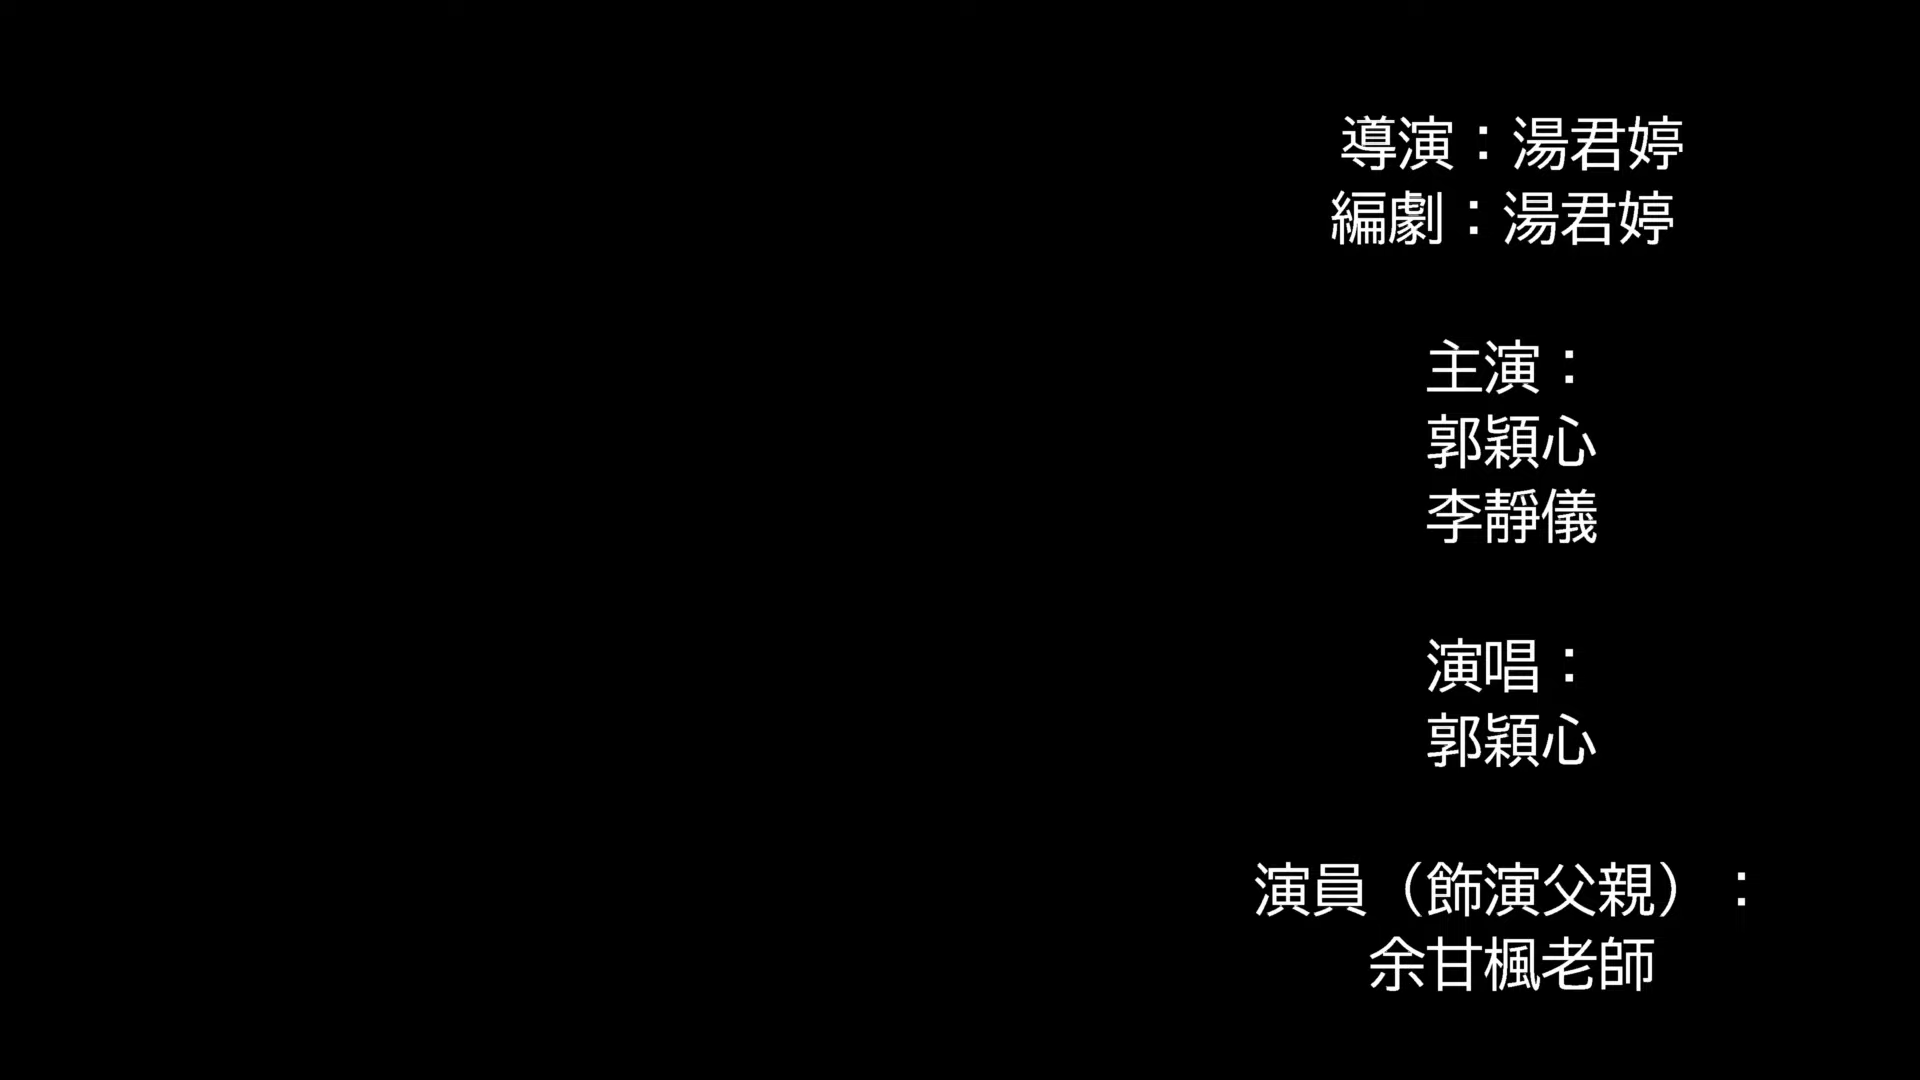 導演：湯君婷
編劇：湯君婷
主演：
郭穎心
李靜儀
演唱：
郭穎心
演員（飾演父親）：
余甘楓老師